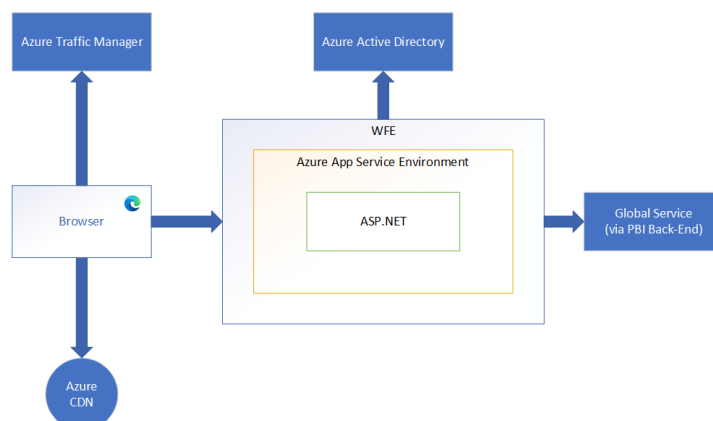 Azure Traffic Manager
Azure Active Directory
WFE
Azure App Service Environment
Browser
ASP.NET
Global Service
(via PBI Back-End)
Azure
CDN